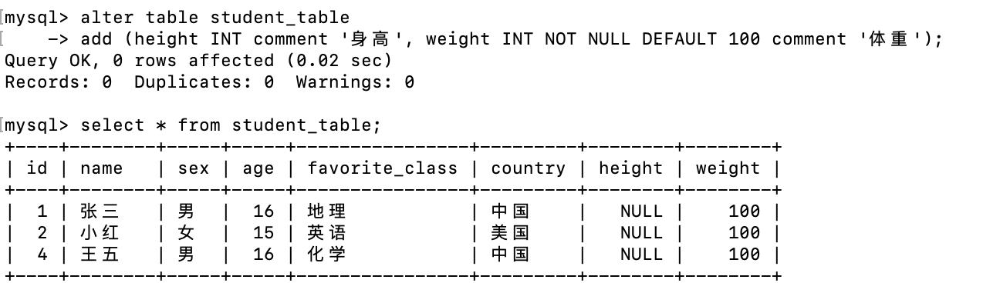 mysql> alter table student_table
    -> add (height INT comment '身高', weight INT NOT NULL DEFAULT 100 comment '体重');
Query OK, 0 rows affected (0.02 sec)
Records: 0  Duplicates: 0  Warnings: 0
mysql> select * from student_table;
+----+--------+-----+-----+----------------+---------+--------+--------+
| id | name   | sex | age | favorite_class | country | height | weight |
+----+--------+-----+-----+----------------+---------+--------+--------+
|  1 | 张三   | 男  |  16 | 地理           | 中国    |   NULL |    100 |
|  2 | 小红   | 女  |  15 | 英语           | 美国    |   NULL |    100 |
|  4 | 王五   | 男  |  16 | 化学           | 中国    |   NULL |    100 |
+----+--------+-----+-----+----------------+---------+--------+--------+